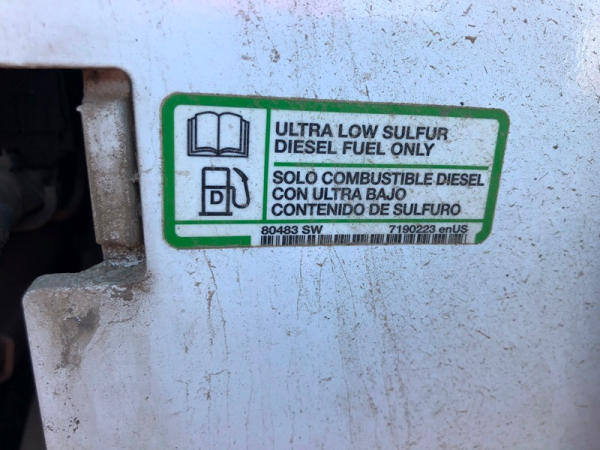 ULTRA LOW SULFUR
DIESEL FUEL ONLY
D
SOLO COMBUSTIBLE DIESEL
CON ULTRA BAJO
CONTENIDO DE SULFURO
80483 SW 7190223 enUS